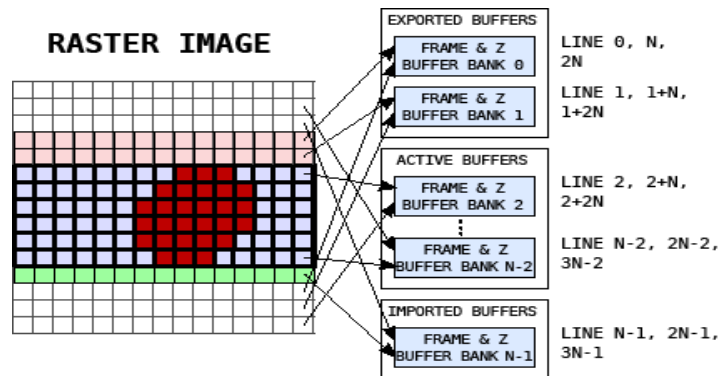 RASTER IMAGE
EXPORTED BUFFERS
FRAME & Z
BUFFER BANK 0
LINE 0, N,
2N
FRAME & Z
BUFFER BANK 1
LINE 1, 1+N,
1+2N
ACTIVE BUFFERS
FRAME & Z
BUFFER BANK 2
LINE 2, 2+N,
2+2N
FRAME & Z
BUFFER BANK N-2
LINE N-2, 2N-2,
3N-2
IMPORTED BUFFERS
FRAME & Z
BUFFER BANK N-1
LINE N-1, 2N-1,
3N-1